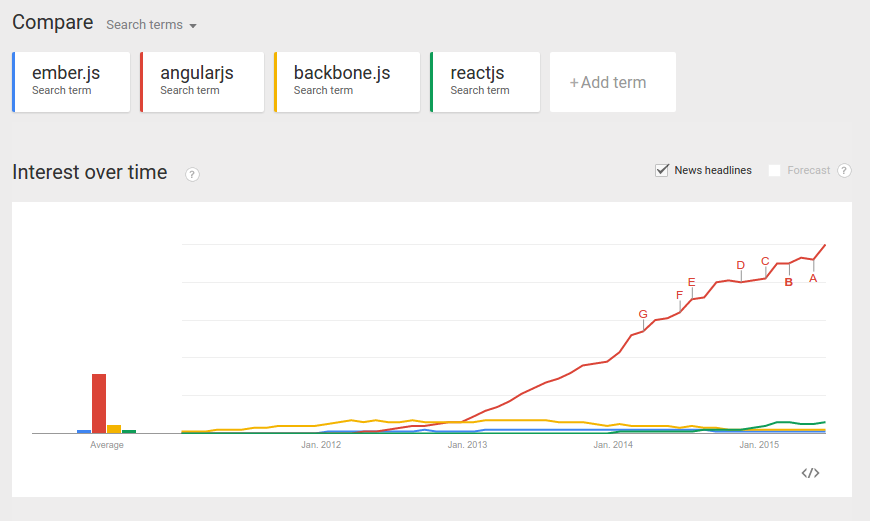 Compare Search terms
ember.js angularjs backbone.js reactjs + Add term
Search term Search term Search term Search term
Interest over time ? News headlines Forecast ?
D C
E B A
F
G
Average Jan. 2012 Jan. 2013 Jan. 2014 Jan. 2015
</>